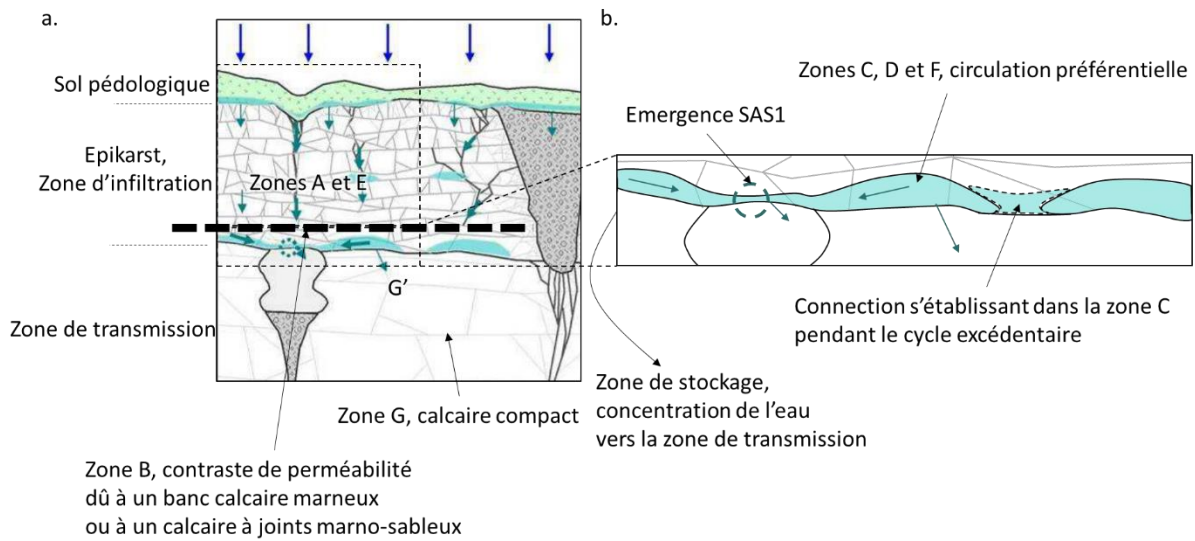 a.
Sol pédologique
Epikarst,
Zone d'infiltration
Zones A et E
G'
Zone de transmission
Zone G, calcaire compact
Zone B, contraste de perméabilité
dû à un banc calcaire marneux
ou à un calcaire à joints marno-sableux
b.
Zones C, D et F, circulation préférentielle
Emergence SAS1
Connection s'établissant dans la zone C
pendant le cycle excédentaire
Zone de stockage,
concentration de l'eau
vers la zone de transmission